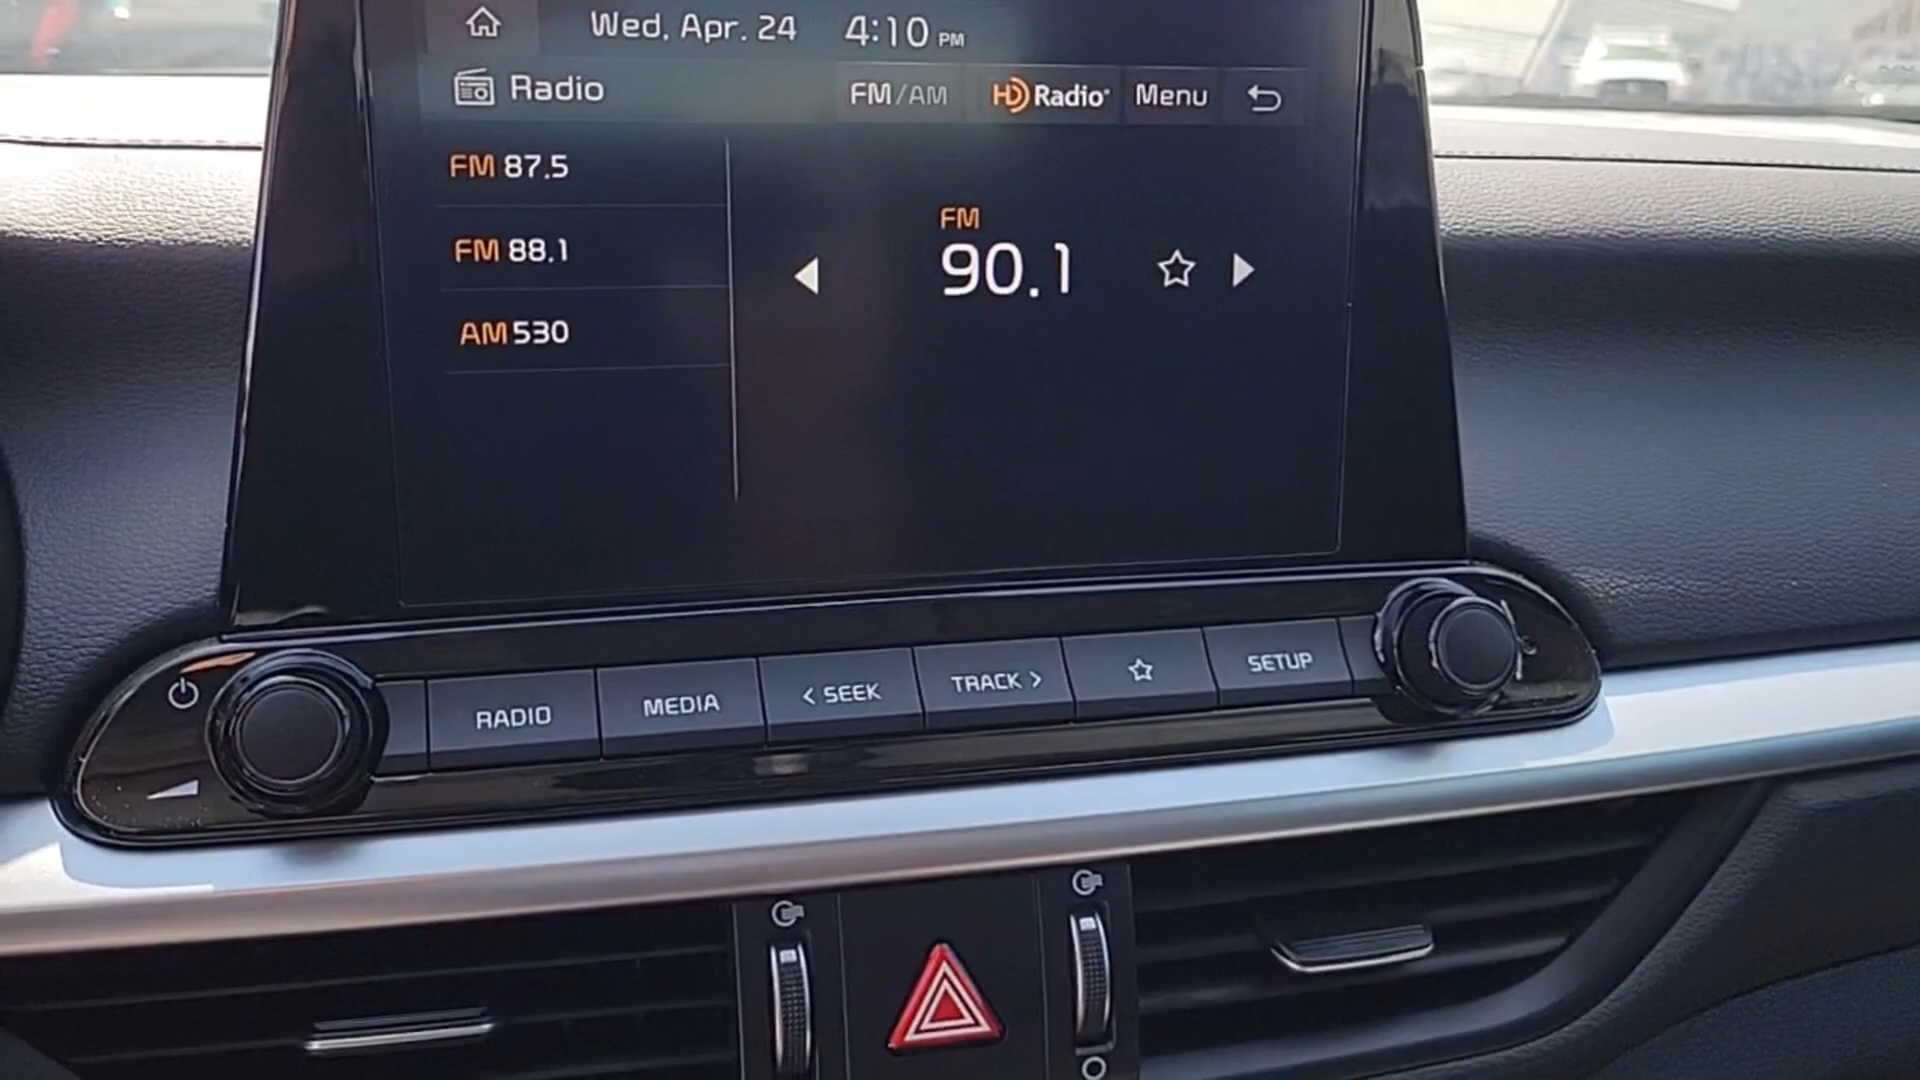 Wed, Apr. 24 4:10 PM
Radio FM/AM HD Radio Menu
FM 87.5
FM 88.1
AM 530
FM
90.1
RADIO MEDIA < SEEK TRACK > SETUP